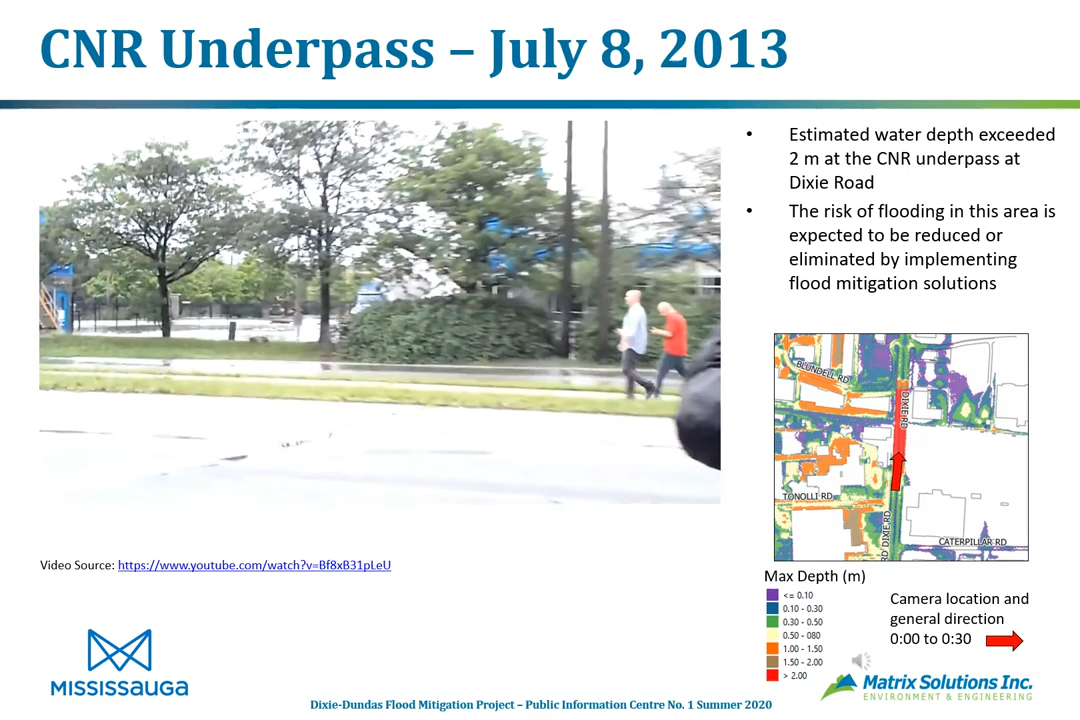 CNR Underpass – July 8, 2013
• Estimated water depth exceeded
2 m at the CNR underpass at
Dixie Road
• The risk of flooding in this area is
expected to be reduced or
eliminated by implementing
flood mitigation solutions
BLUNDELL RD
DIXIE RD
TONOLLI RD
DIXIE RD
RD
CATERPILLAR RD
Video Source: https://www.youtube.com/watch?v=Bf8xB31pLeU
Max Depth (m)
<= 0.10
0.10 - 0.30
0.30 - 0.50
0.50 - 080
1.00 - 1.50
1.50 - 2.00
> 2.00
Camera location and
general direction
0:00 to 0:30
MISSISSAUGA
Matrix Solutions Inc.
ENVIRONMENT & ENGINEERING
Dixie-Dundas Flood Mitigation Project – Public Information Centre No. 1 Summer 2020